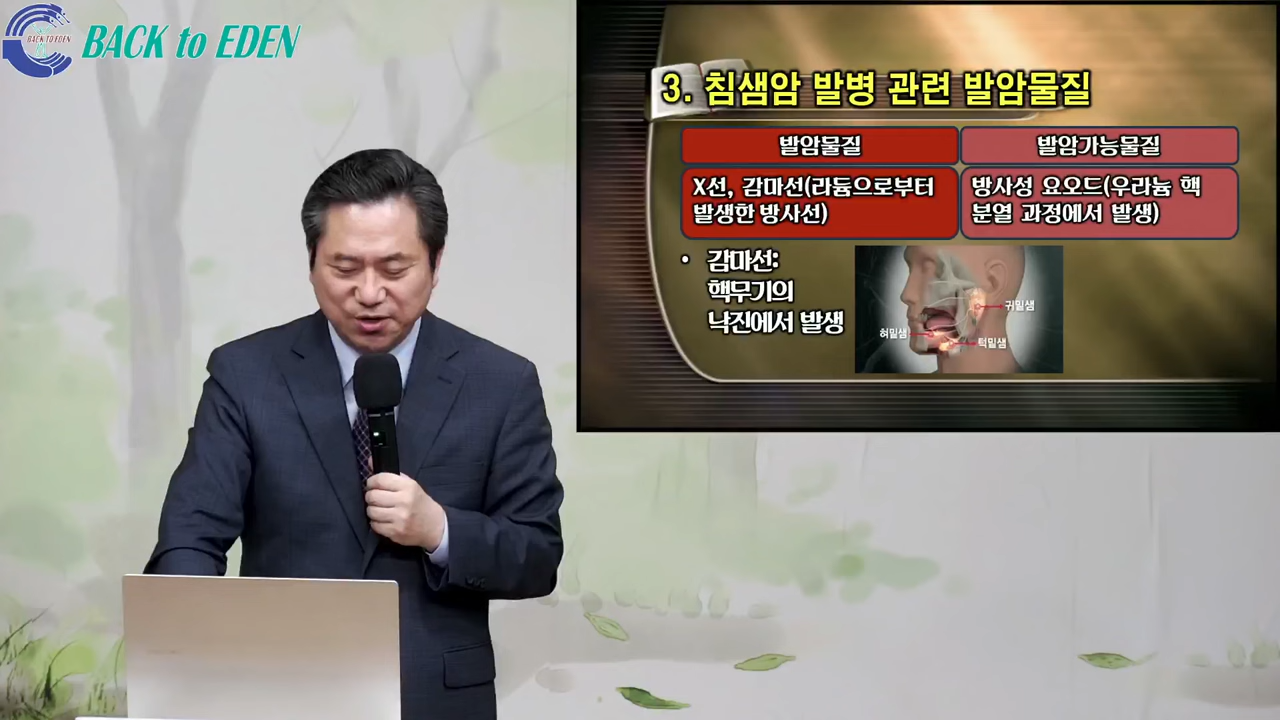 BACK TO EDEN
BACK to EDEN
3. 침샘암 발병 관련 발암물질
발암물질
발암가능물질
X선, 감마선(라듐으로부터
발생한 방사선)
방사성 요오드(우라늄 핵
분열 과정에서 발생)
• 감마선:
핵무기의
낙진에서 발생
귀밑샘
혀밑샘
턱밑샘